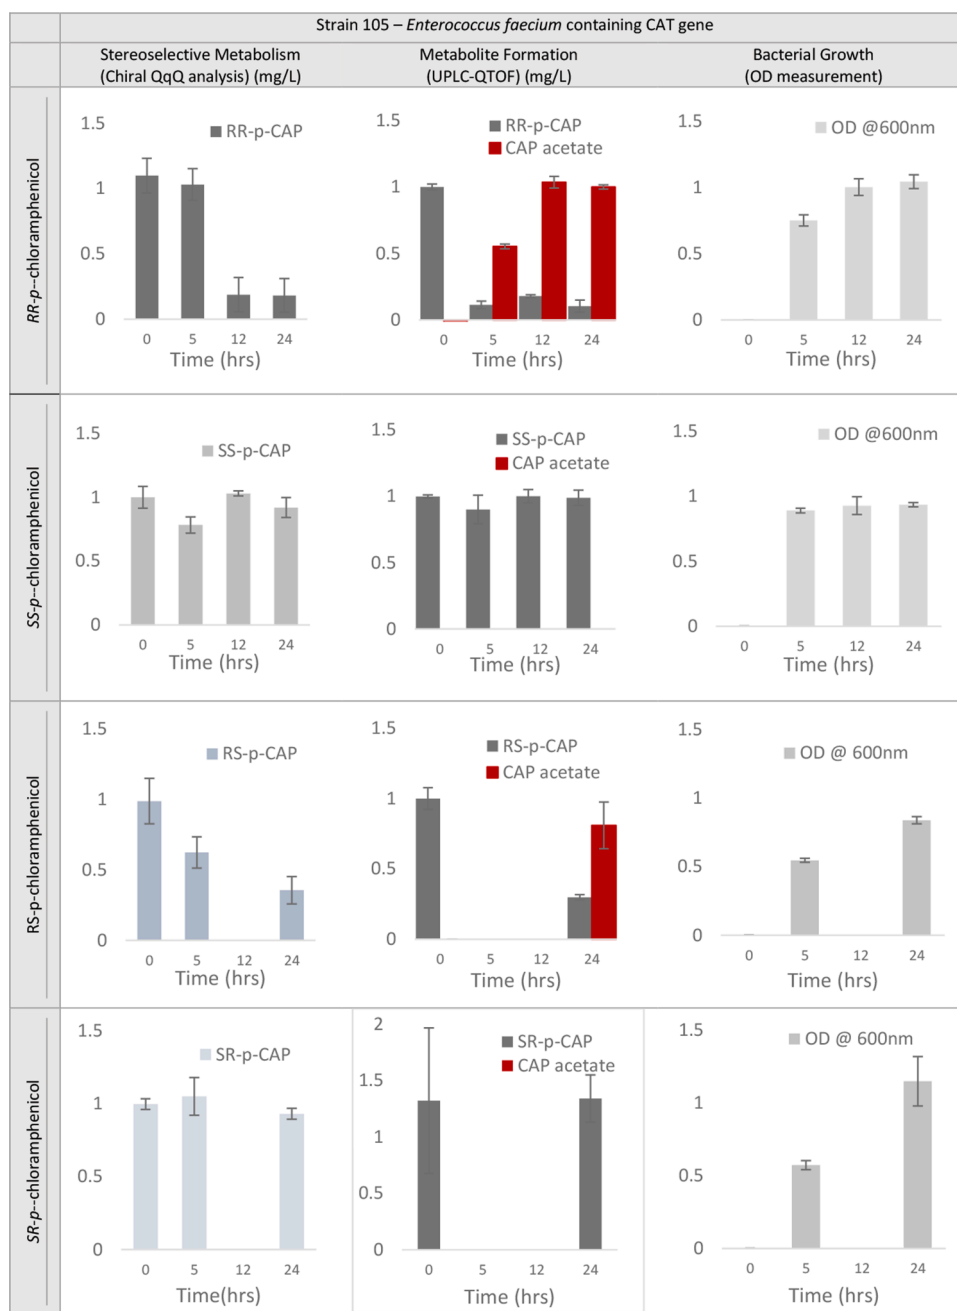 Strain 105 – Enterococcus faecium containing CAT gene
Stereoselective Metabolism
(Chiral QqQ analysis) (mg/L)
Metabolite Formation
(UPLC-QTOF) (mg/L)
Bacterial Growth
(OD measurement)
RR-p--chloramphenicol
1.5
1
0.5
0
RR-p-CAP
0 5 12 24
Time (hrs)
1.5
1
0.5
0
RR-p-CAP
CAP acetate
0 5 12 24
Time (hrs)
1.5
1
0.5
0
OD @600nm
0 5 12 24
Time (hrs)
SS-p--chloramphenicol
1.5
1
0.5
0
SS-p-CAP
0 5 12 24
Time (hrs)
1.5
1
0.5
0
SS-p-CAP
CAP acetate
0 5 12 24
Time (hrs)
1.5
1
0.5
0
OD @600nm
0 5 12 24
Time (hrs)
RS-p-chloramphenicol
1.5
1
0.5
0
RS-p-CAP
0 5 12 24
Time (hrs)
1.5
1
0.5
0
RS-p-CAP
CAP acetate
0 5 12 24
Time (hrs)
1.5
1
0.5
0
OD @ 600nm
0 5 12 24
Time (hrs)
SR-p--chloramphenicol
1.5
1
0.5
0
SR-p-CAP
0 5 12 24
Time(hrs)
2
1.5
1
0.5
0
SR-p-CAP
CAP acetate
0 5 12 24
Time (hrs)
1.5
1
0.5
0
OD @ 600nm
0 5 12 24
Time (hrs)